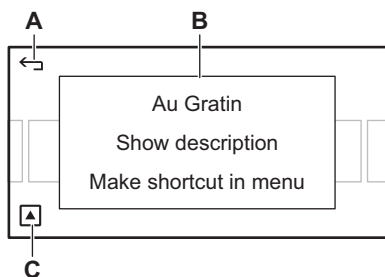 A
B
Au Gratin
Show description
Make shortcut in menu
C